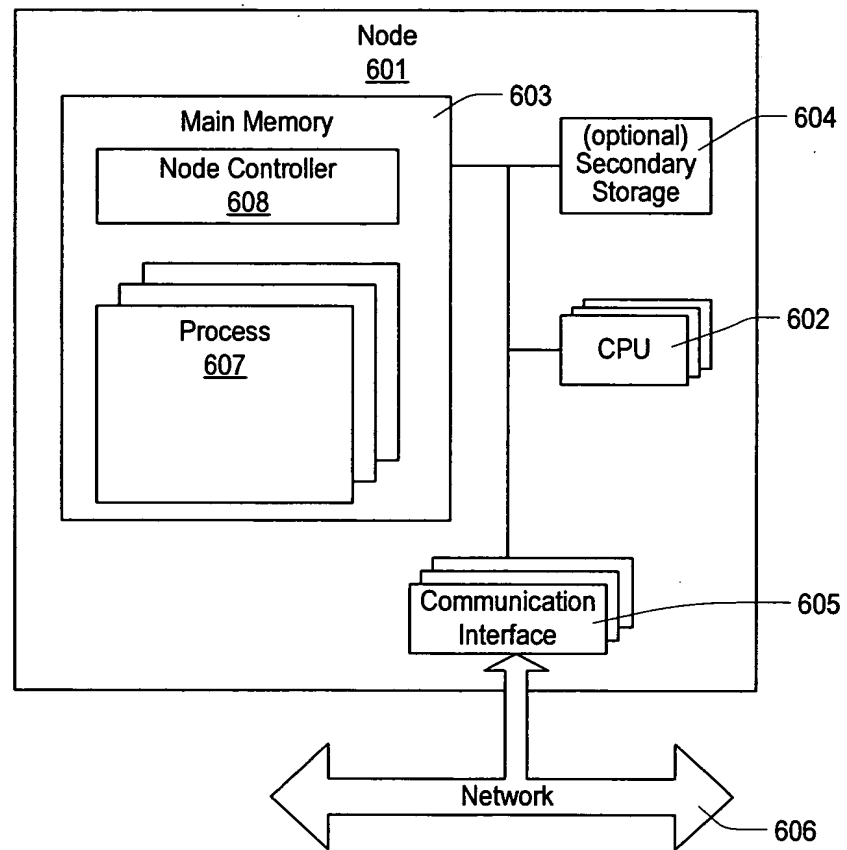 Node
601
603
Main Memory
Node Controller
608
Process
607
(optional)
Secondary
Storage
604
CPU
602
Communication
Interface
605
Network
606